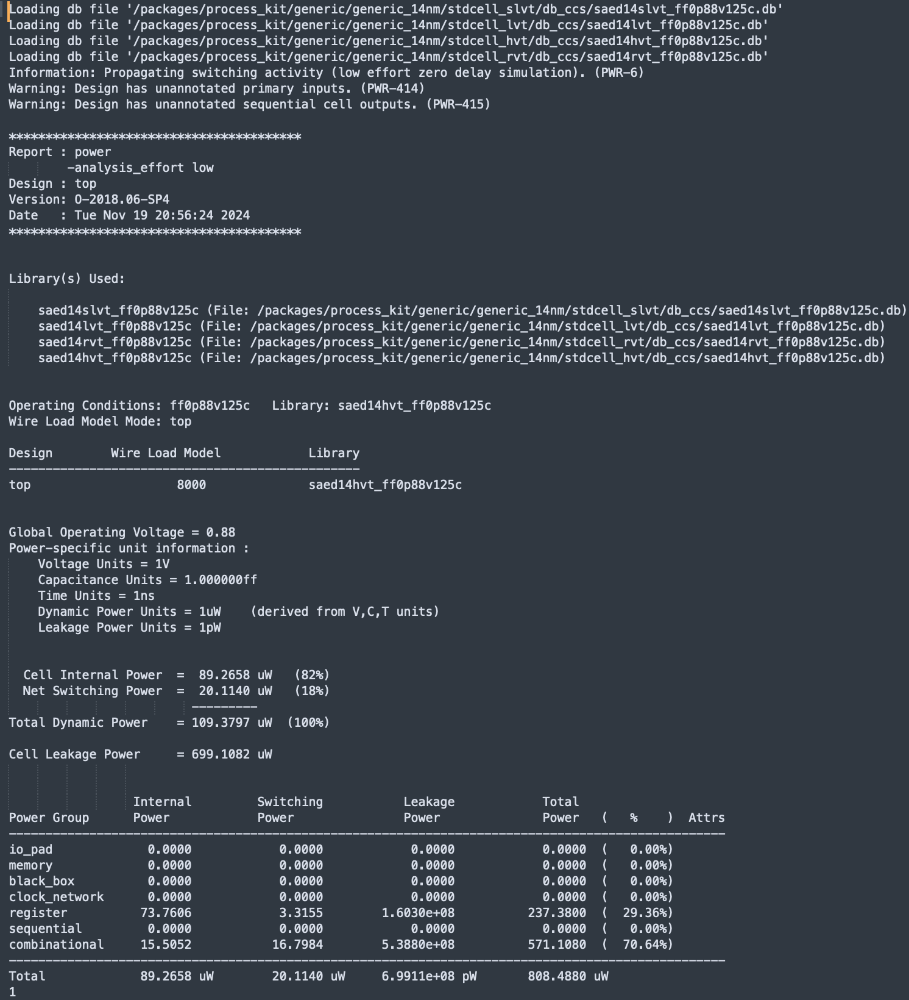 Loading db file '/packages/process_kit/generic/generic_14nm/stdcell_slvt/db_ccs/saed14slvt_ff0p88v125c.db'
Loading db file '/packages/process_kit/generic/generic_14nm/stdcell_lvt/db_ccs/saed14lvt_ff0p88v125c.db'
Loading db file '/packages/process_kit/generic/generic_14nm/stdcell_hvt/db_ccs/saed14hvt_ff0p88v125c.db'
Loading db file '/packages/process_kit/generic/generic_14nm/stdcell_rvt/db_ccs/saed14rvt_ff0p88v125c.db'
Information: Propagating switching activity (low effort zero delay simulation). (PWR-6)
Warning: Design has unannotated primary inputs. (PWR-414)
Warning: Design has unannotated sequential cell outputs. (PWR-415)

****************************************
Report : power
        -analysis_effort low
Design : top
Version: O-2018.06-SP4
Date   : Tue Nov 19 20:56:24 2024
****************************************

Library(s) Used:

    saed14slvt_ff0p88v125c (File: /packages/process_kit/generic/generic_14nm/stdcell_slvt/db_ccs/saed14slvt_ff0p88v125c.db)
    saed14lvt_ff0p88v125c (File: /packages/process_kit/generic/generic_14nm/stdcell_lvt/db_ccs/saed14lvt_ff0p88v125c.db)
    saed14rvt_ff0p88v125c (File: /packages/process_kit/generic/generic_14nm/stdcell_rvt/db_ccs/saed14rvt_ff0p88v125c.db)
    saed14hvt_ff0p88v125c (File: /packages/process_kit/generic/generic_14nm/stdcell_hvt/db_ccs/saed14hvt_ff0p88v125c.db)

Operating Conditions: ff0p88v125c   Library: saed14hvt_ff0p88v125c
Wire Load Model Mode: top

Design        Wire Load Model            Library
------------------------------------------------
top                    8000              saed14hvt_ff0p88v125c

Global Operating Voltage = 0.88
Power-specific unit information :
    Voltage Units = 1V
    Capacitance Units = 1.000000ff
    Time Units = 1ns
    Dynamic Power Units = 1uW    (derived from V,C,T units)
    Leakage Power Units = 1pW

  Cell Internal Power  =  89.2658 uW   (82%)
  Net Switching Power  =  20.1140 uW   (18%)
                         ---------
Total Dynamic Power    = 109.3797 uW  (100%)

Cell Leakage Power     = 699.1082 uW

                 Internal         Switching           Leakage            Total
Power Group      Power            Power               Power              Power   (   %    )  Attrs
--------------------------------------------------------------------------------------------------
io_pad             0.0000            0.0000            0.0000            0.0000  (   0.00%)
memory             0.0000            0.0000            0.0000            0.0000  (   0.00%)
black_box          0.0000            0.0000            0.0000            0.0000  (   0.00%)
clock_network      0.0000            0.0000            0.0000            0.0000  (   0.00%)
register          73.7606            3.3155        1.6030e+08          237.3800  (  29.36%)
sequential         0.0000            0.0000            0.0000            0.0000  (   0.00%)
combinational     15.5052           16.7984        5.3880e+08          571.1080  (  70.64%)
--------------------------------------------------------------------------------------------------
Total             89.2658 uW        20.1140 uW     6.9911e+08 pW       808.4880 uW
1